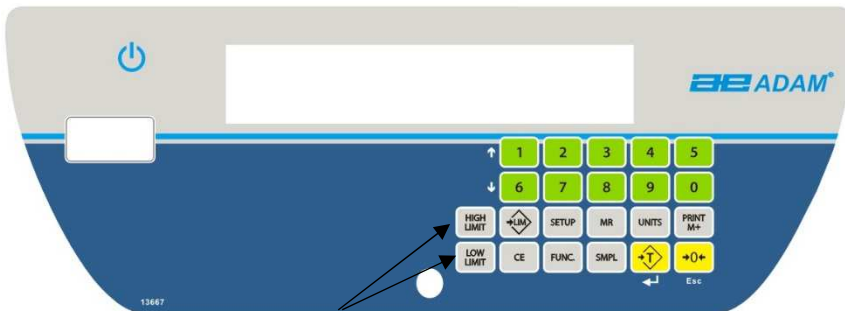 ADAM®
1 2 3 4 5
6 7 8 9 0
HIGH LIMIT →LIM SETUP MR UNITS PRINT M+
LOW LIMIT CE FUNC. SMPL →T →0←
Esc
13667